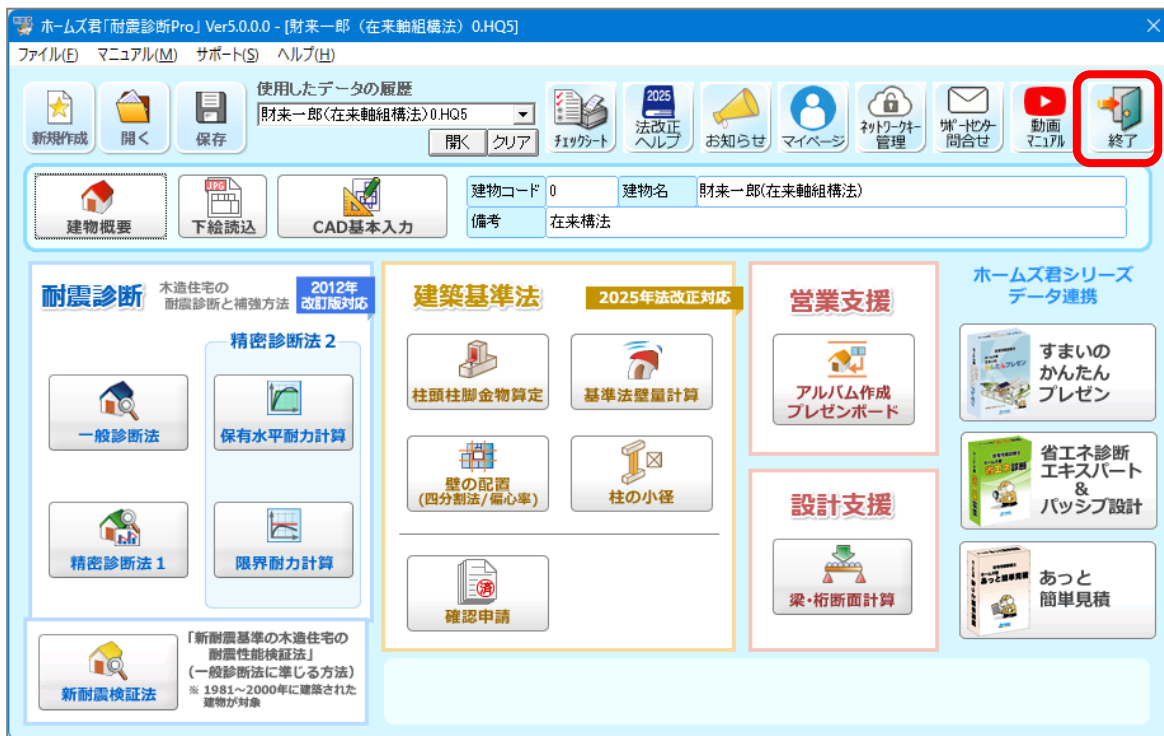 ホームズ君「耐震診断Pro」Ver5.0.0.0 - [財来一郎（在来軸組構法）0.HQ5]
ファイル(F) マニュアル(M) サポート(S) ヘルプ(H)
新規作成
開く
保存
使用したデータの履歴
財来一郎(在来軸組構法)0.HQ5
開く
クリア
チェックシート
2025
法改正
ヘルプ
お知らせ
マイページ
ネットワークキー
管理
サポートセンター
問合せ
動画
マニュアル
終了
建物概要
JPG
下絵読込
CAD基本入力
建物コード 0 建物名 財来一郎(在来軸組構法)
備考 在来構法
耐震診断
木造住宅の
耐震診断と補強方法
2012年
改訂版対応
精密診断法２
一般診断法
保有水平耐力計算
精密診断法１
限界耐力計算
新耐震検証法
「新耐震基準の木造住宅の
耐震性能検証法」
(一般診断法に準じる方法)
※ 1981～2000年に建築された
建物が対象
建築基準法
2025年法改正対応
柱頭柱脚金物算定
基準法壁量計算
壁の配置
(四分割法/偏心率)
柱の小径
済
確認申請
営業支援
アルバム作成
プレゼンボード
設計支援
梁・桁断面計算
ホームズ君シリーズ
データ連携
すまいの
かんたん
プレゼン
省エネ診断
エキスパート
&
パッシブ設計
あっと
簡単見積